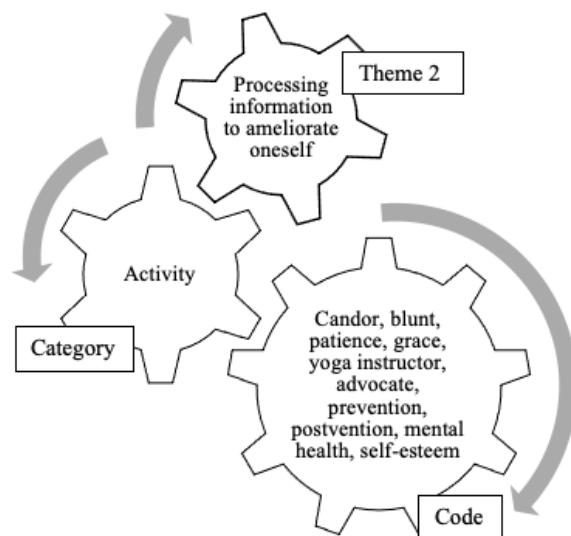 Theme 2
Processing
information
to ameliorate
oneself
Activity
Category
Candor, blunt,
patience, grace,
yoga instructor,
advocate,
prevention,
postvention, mental
health, self-esteem
Code